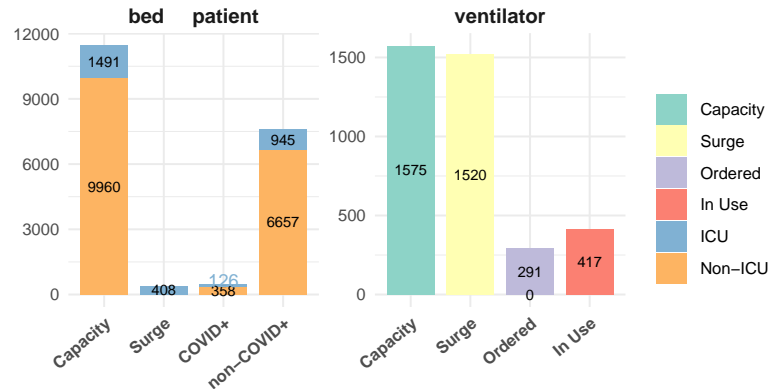 bed patient
ventilator
12000
9000
6000
3000
0
1491
9960
408
126
358
945
6657
Capacity
Surge
COVID+
non−COVID+
1500
1000
500
0
1575
1520
291
0
417
Capacity
Surge
Ordered
In Use
Capacity
Surge
Ordered
In Use
ICU
Non−ICU